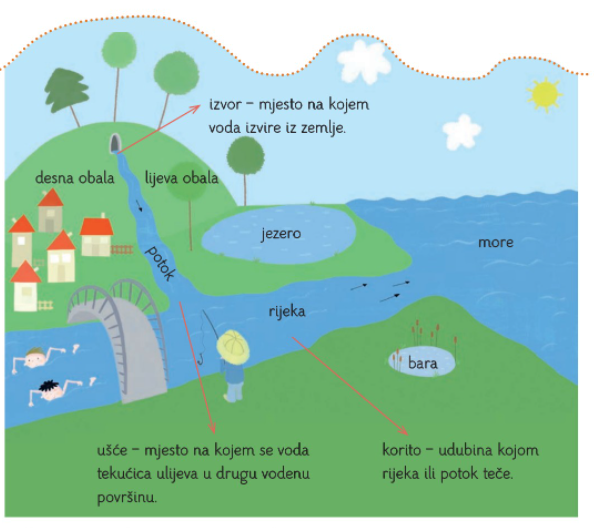 izvor – mjesto na kojem
voda izvire iz zemlje.
desna obala
lijeva obala
jezero
more
potok
rijeka
bara
ušće – mjesto na kojem se voda
tekućica ulijeva u drugu vodenu
površinu.
korito – udubina kojom
rijeka ili potok teče.